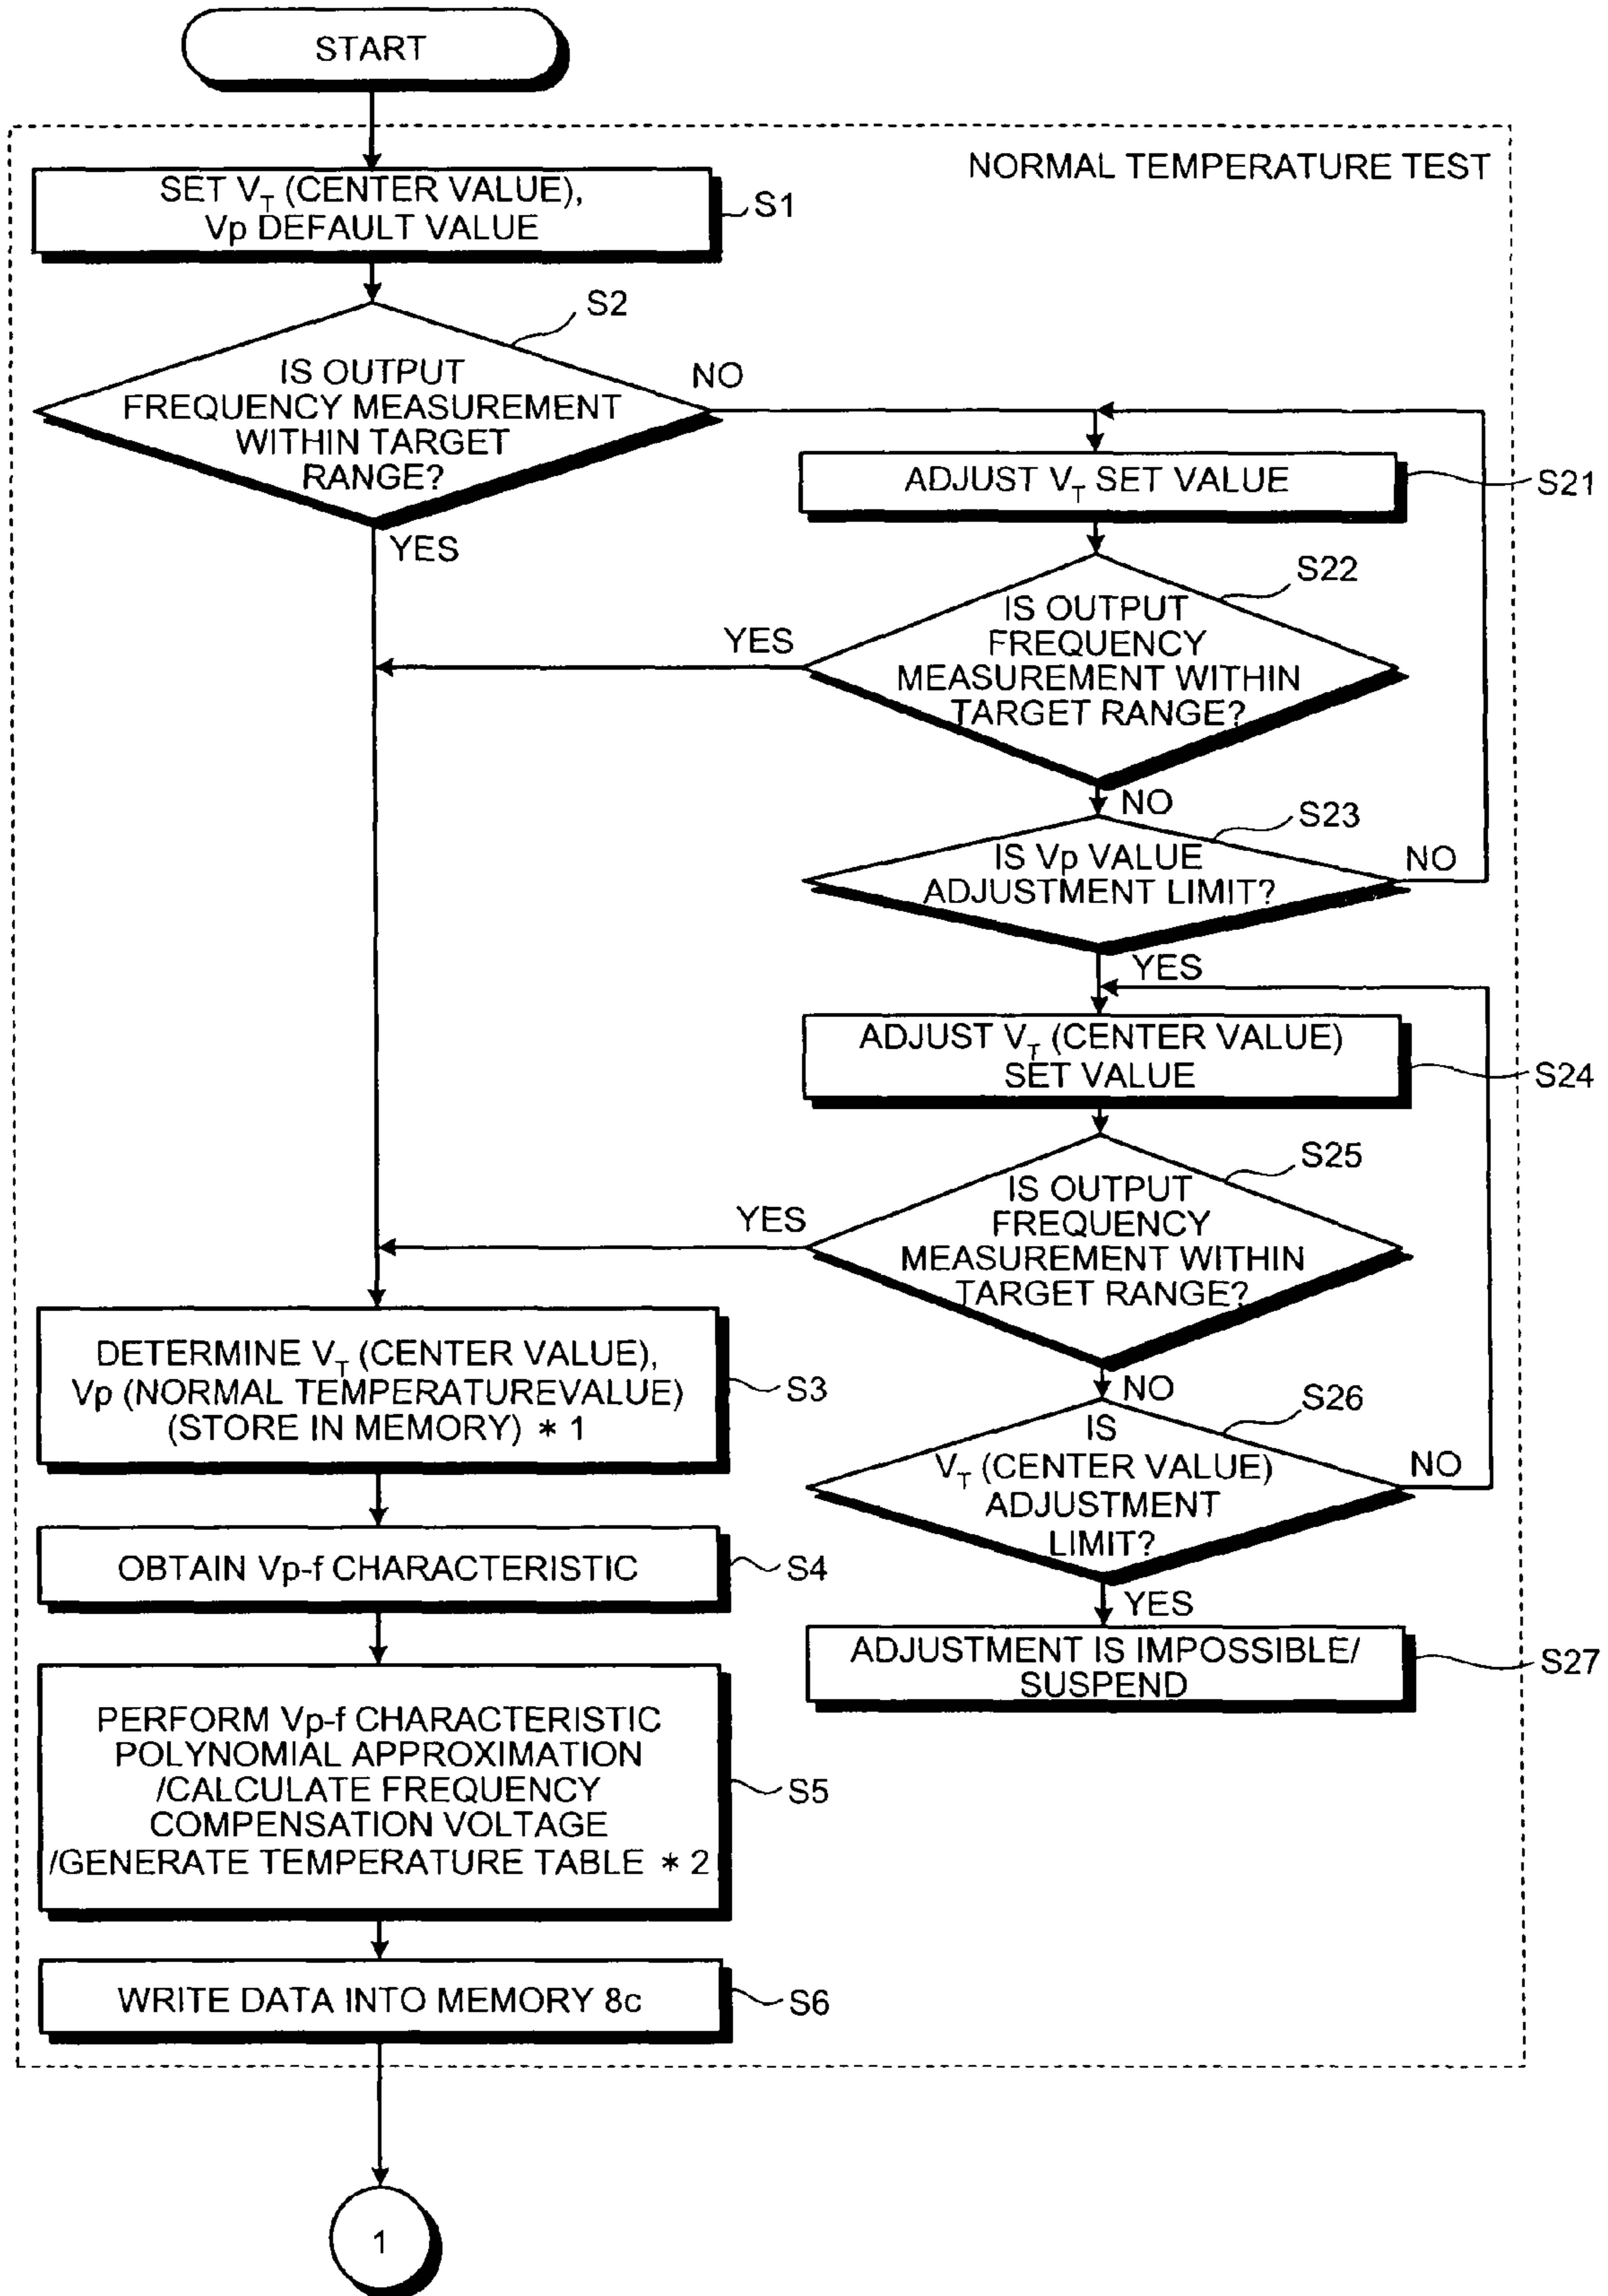 START
NORMAL TEMPERATURE TEST
SET VT (CENTER VALUE),
Vp DEFAULT VALUE
S1
S2
IS OUTPUT
FREQUENCY MEASUREMENT
WITHIN TARGET
RANGE?
NO
YES
ADJUST VT SET VALUE
S21
S22
IS OUTPUT
FREQUENCY
MEASUREMENT WITHIN
TARGET RANGE?
YES
NO
S23
IS Vp VALUE
ADJUSTMENT LIMIT?
NO
YES
ADJUST VT (CENTER VALUE)
SET VALUE
S24
S25
IS OUTPUT
FREQUENCY
MEASUREMENT WITHIN
TARGET RANGE?
YES
NO
S26
IS
VT (CENTER VALUE)
ADJUSTMENT
LIMIT?
NO
YES
ADJUSTMENT IS IMPOSSIBLE/
SUSPEND
S27
DETERMINE VT (CENTER VALUE),
Vp (NORMAL TEMPERATUREVALUE)
(STORE IN MEMORY) * 1
S3
OBTAIN Vp-f CHARACTERISTIC
S4
PERFORM Vp-f CHARACTERISTIC
POLYNOMIAL APPROXIMATION
/CALCULATE FREQUENCY
COMPENSATION VOLTAGE
/GENERATE TEMPERATURE TABLE * 2
S5
WRITE DATA INTO MEMORY 8c
S6
1